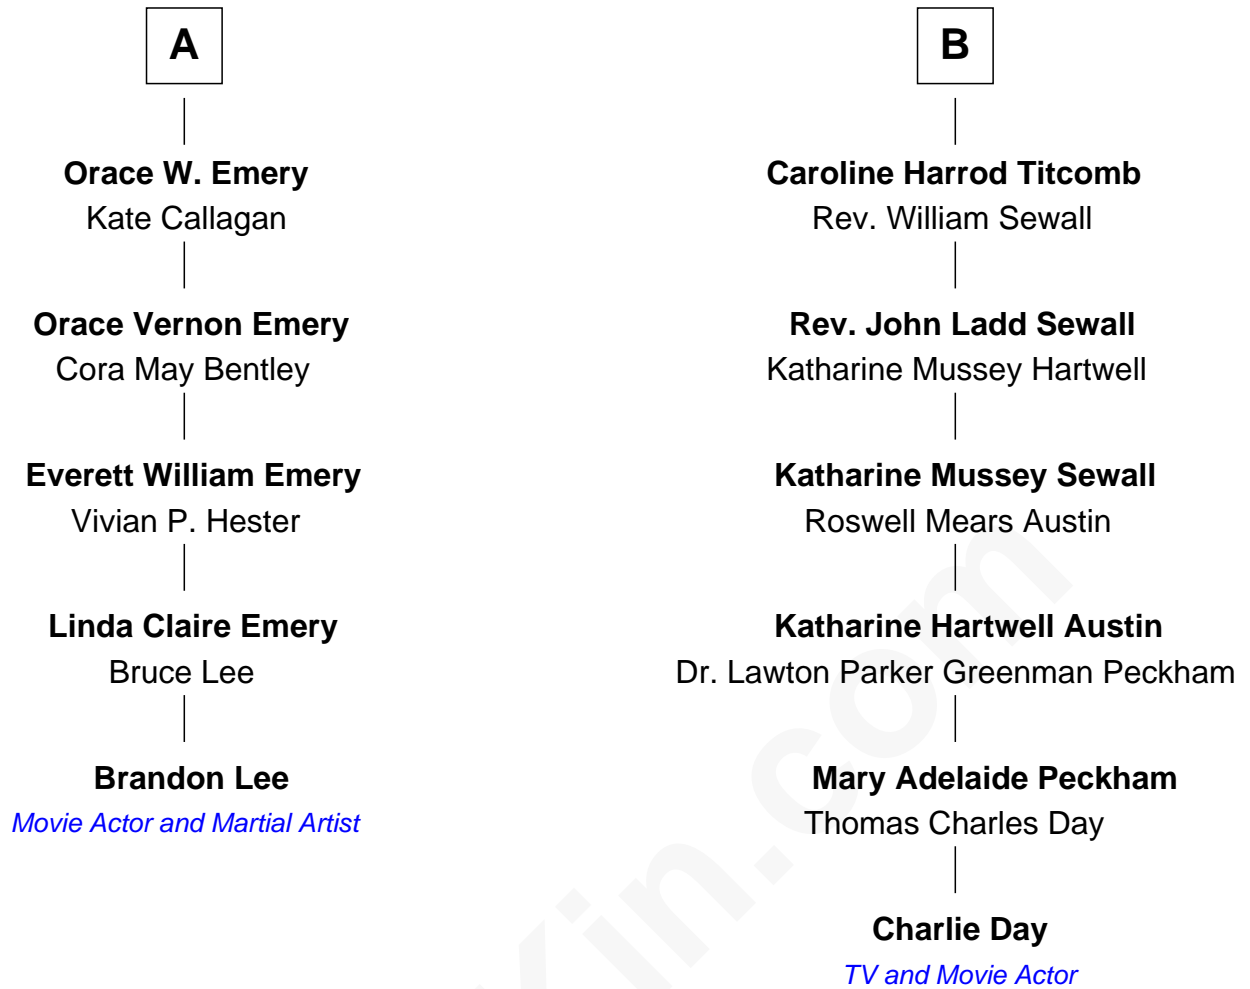 A
Orace W. Emery
Kate Callagan
Orace Vernon Emery
Cora May Bentley
Everett William Emery
Vivian P. Hester
Linda Claire Emery
Bruce Lee
Brandon Lee
Movie Actor and Martial Artist
B
Caroline Harrod Titcomb
Rev. William Sewall
Rev. John Ladd Sewall
Katharine Mussey Hartwell
Katharine Mussey Sewall
Roswell Mears Austin
Katharine Hartwell Austin
Dr. Lawton Parker Greenman Peckham
Mary Adelaide Peckham
Thomas Charles Day
Charlie Day
TV and Movie Actor
Kin.com